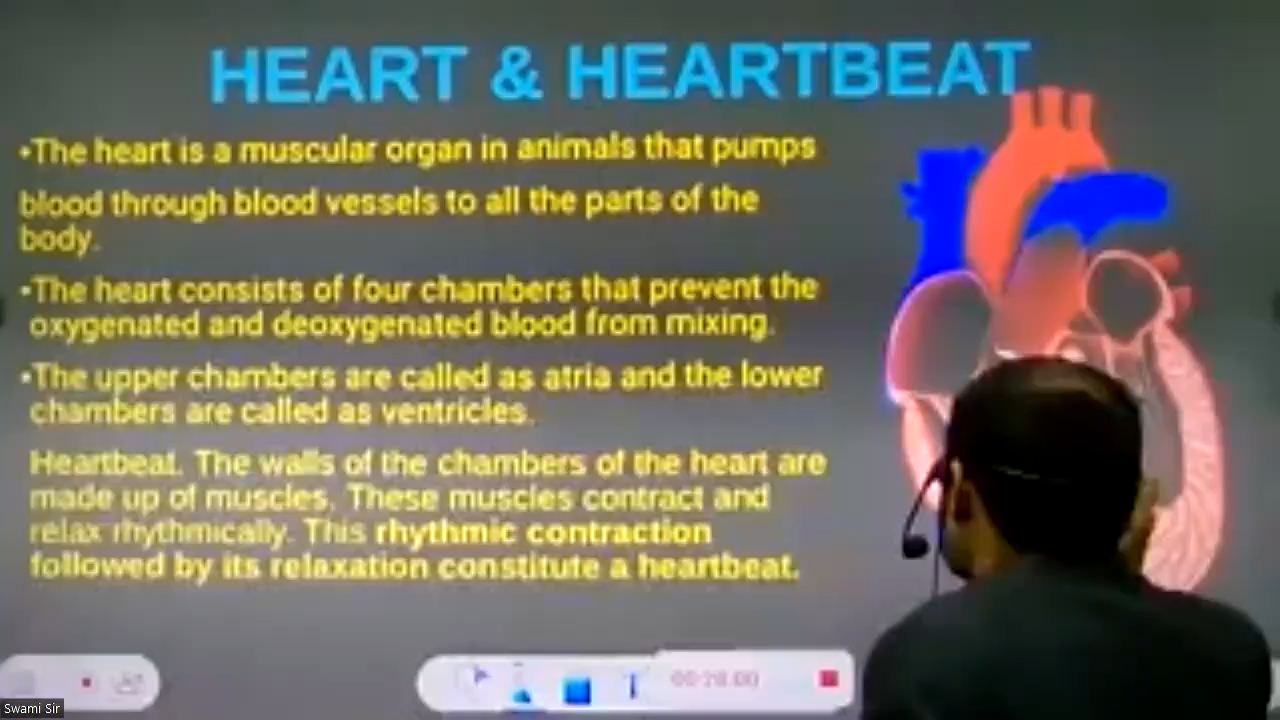 HEART & HEARTBEAT
•The heart is a muscular organ in animals that pumps
blood through blood vessels to all the parts of the
body.
•The heart consists of four chambers that prevent the
oxygenated and deoxygenated blood from mixing.
•The upper chambers are called as atria and the lower
chambers are called as ventricles.
Heartbeat. The walls of the chambers of the heart are
made up of muscles. These muscles contract and
relax rhythmically. This rhythmic contraction
followed by its relaxation constitute a heartbeat.
Swami Sir